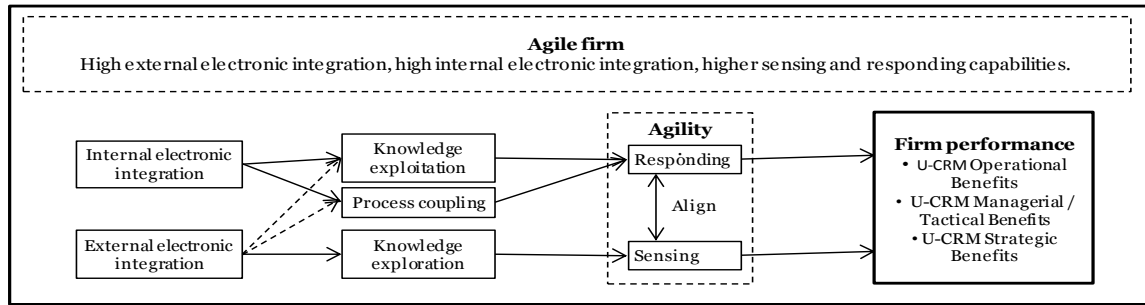 Agile firm
High external electronic integration, high internal electronic integration, higher sensing and responding capabilities.
Internal electronic
integration
External electronic
integration
Knowledge
exploitation
Process coupling
Knowledge
exploration
Agility
Responding
Align
Sensing
Firm performance
• U-CRM Operational
Benefits
• U-CRM Managerial /
Tactical Benefits
• U-CRM Strategic
Benefits